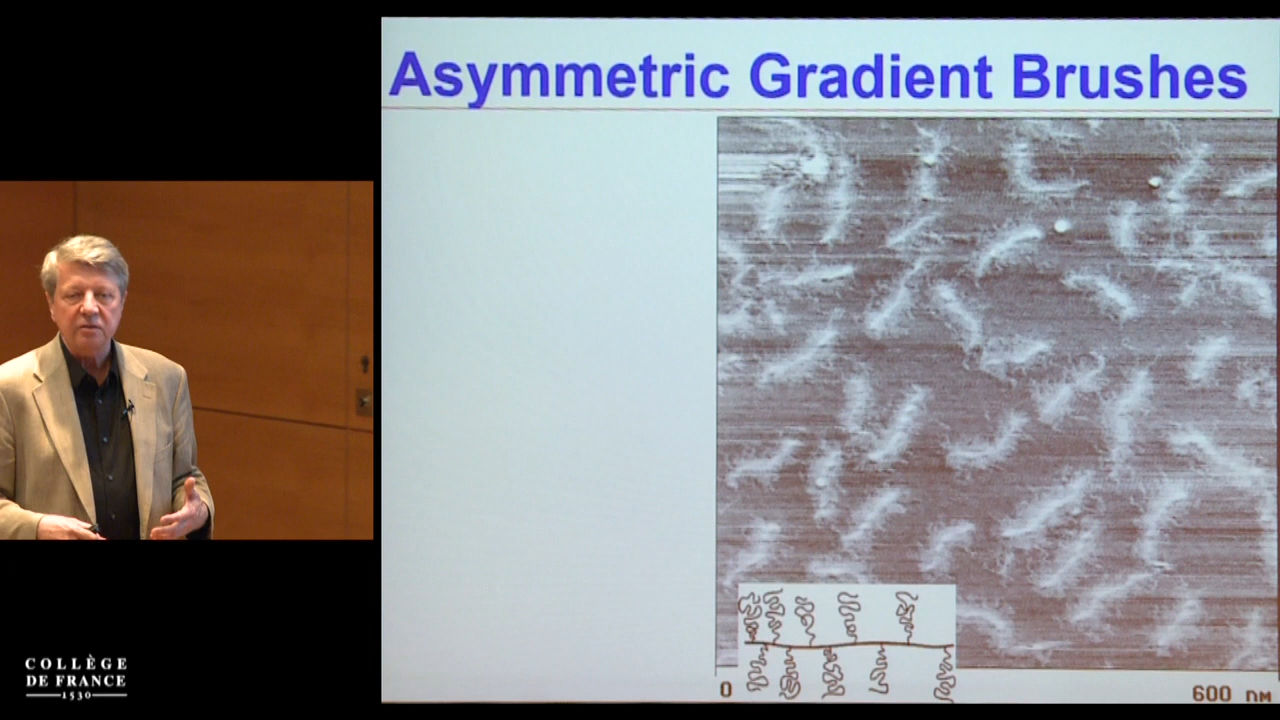 Asymmetric Gradient Brushes
0
600 nm
COLLÈGE
DE FRANCE
1530